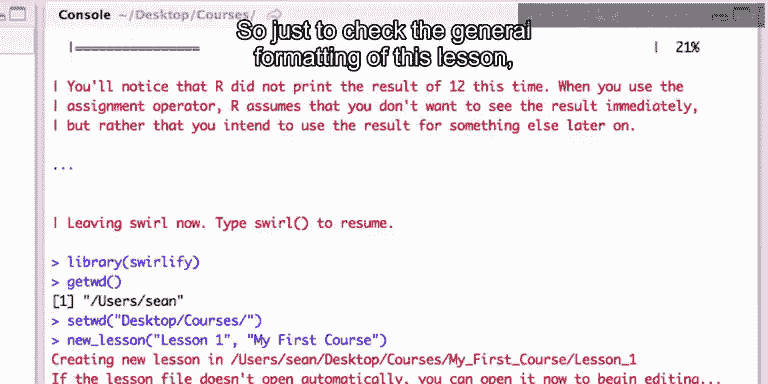 Console ~/Desktop/Courses/
So just to check the general
formatting of this lesson,
|================ | 21%
| You'll notice that R did not print the result of 12 this time. When you use the
| assignment operator, R assumes that you don't want to see the result immediately,
| but rather that you intend to use the result for something else later on.
...
| Leaving swirl now. Type swirl() to resume.
> library(swirlify)
> getwd()
[1] "/Users/sean"
> setwd("Desktop/Courses/")
> new_lesson("Lesson 1", "My First Course")
Creating new lesson in /Users/sean/Desktop/Courses/My_First_Course/Lesson_1
If the lesson file doesn't open automatically, you can open it now to begin editing...